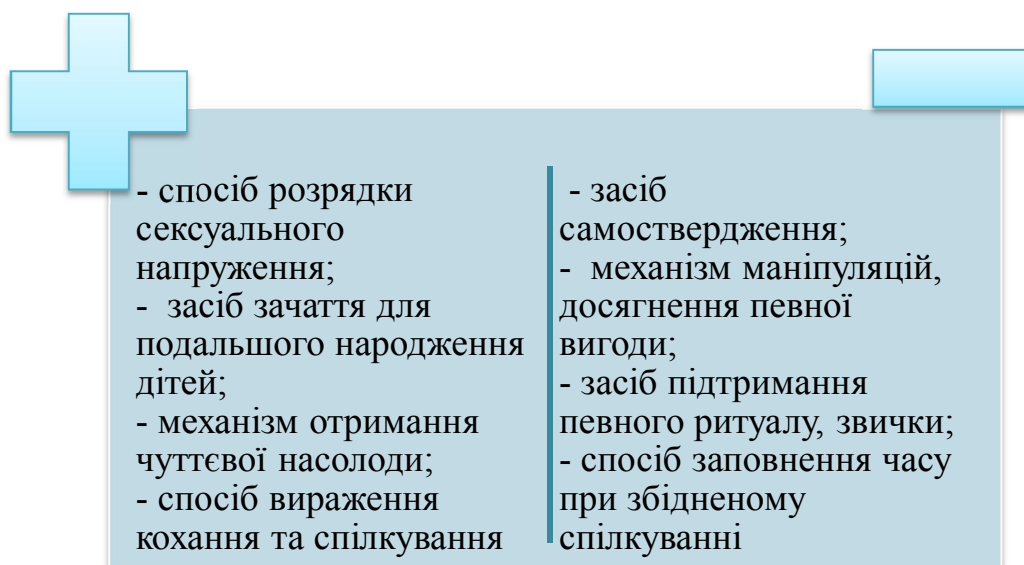 - спосіб розрядки
сексуального
напруження;
- засіб зачаття для
подальшого народження
дітей;
- механізм отримання
чуттєвої насолоди;
- спосіб вираження
кохання та спілкування
- засіб
самоствердження;
- механізм маніпуляцій,
досягнення певної
вигоди;
- засіб підтримання
певного ритуалу, звички;
- спосіб заповнення часу
при збідненому
спілкуванні